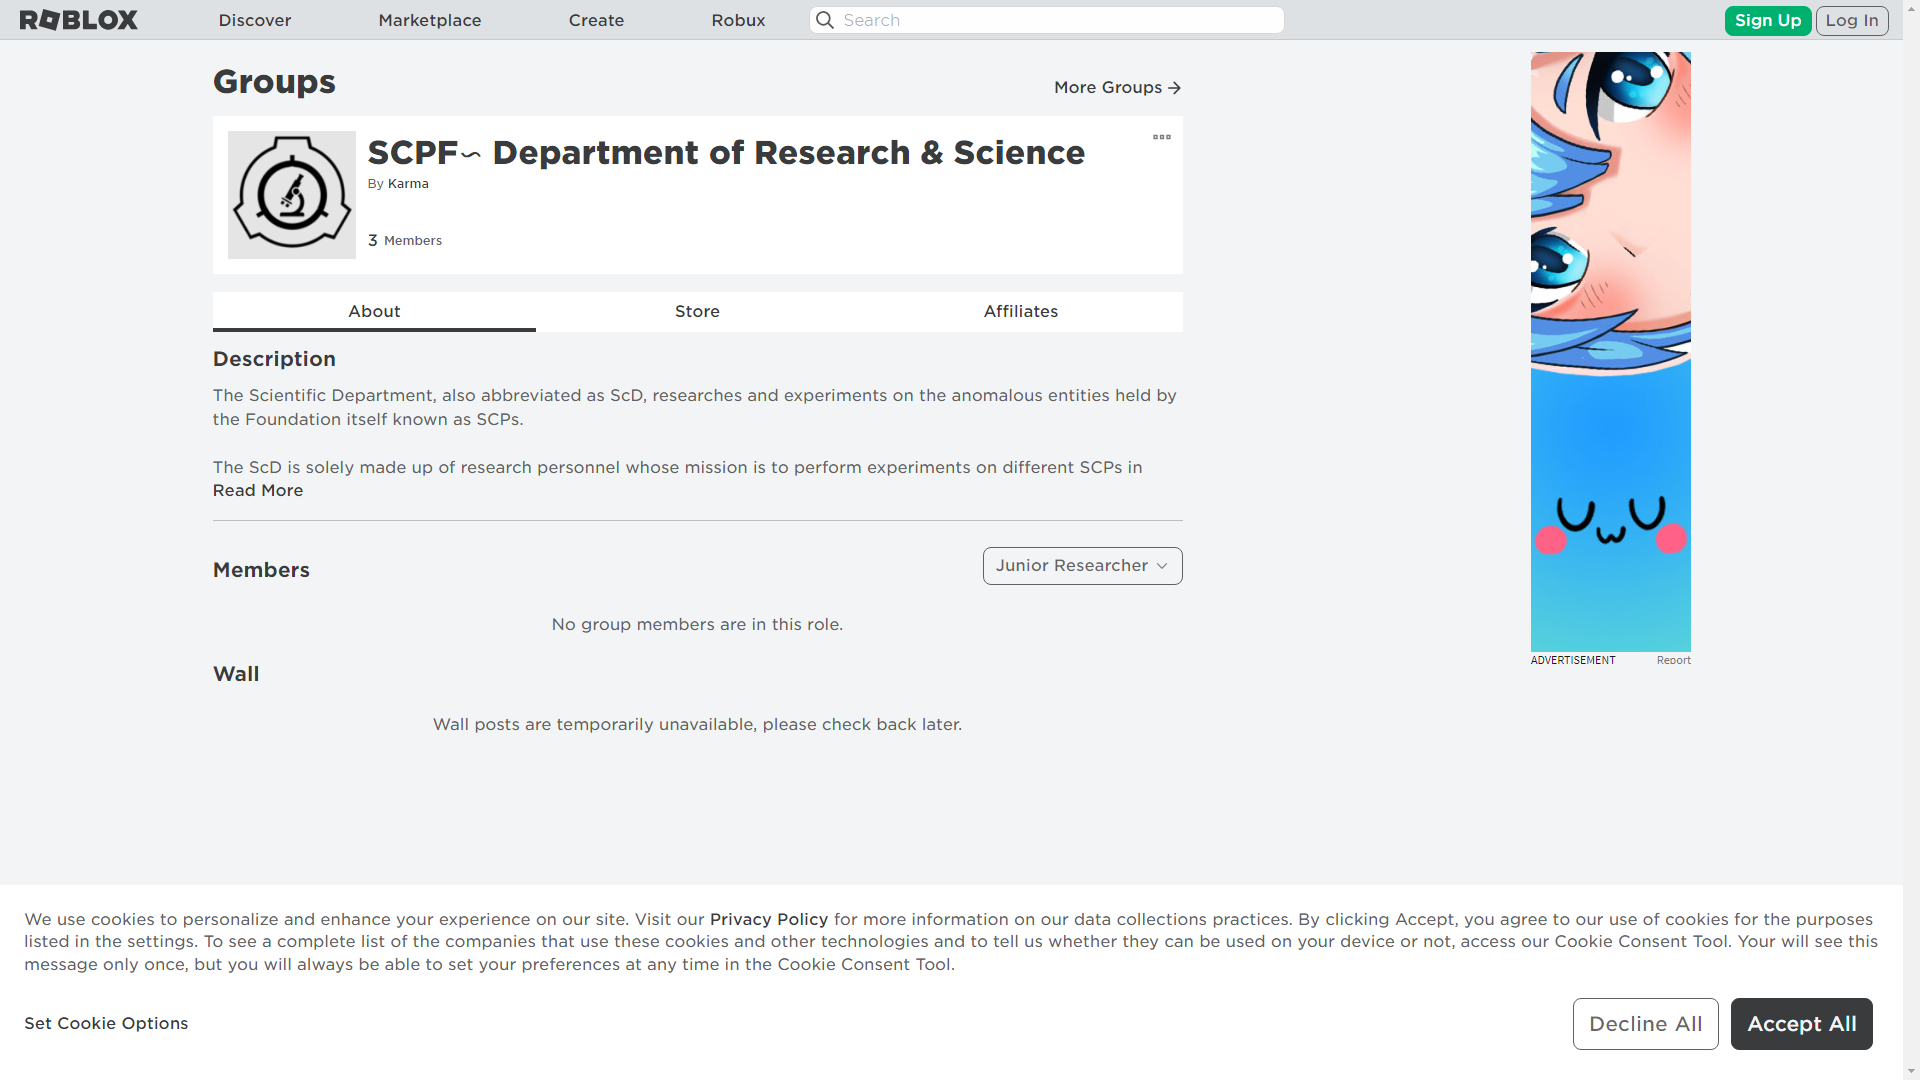 ROBLOX Discover Marketplace Create Robux Search Sign Up Log In
Groups
More Groups
SCPF∽ Department of Research & Science
By Karma
3 Members
About Store Affiliates
Description
The Scientific Department, also abbreviated as ScD, researches and experiments on the anomalous entities held by
the Foundation itself known as SCPs.
The ScD is solely made up of research personnel whose mission is to perform experiments on different SCPs in
Read More
Members
Junior Researcher
No group members are in this role.
Wall
Wall posts are temporarily unavailable, please check back later.
ADVERTISEMENT Report
We use cookies to personalize and enhance your experience on our site. Visit our Privacy Policy for more information on our data collections practices. By clicking Accept, you agree to our use of cookies for the purposes
listed in the settings. To see a complete list of the companies that use these cookies and other technologies and to tell us whether they can be used on your device or not, access our Cookie Consent Tool. Your will see this
message only once, but you will always be able to set your preferences at any time in the Cookie Consent Tool.
Set Cookie Options
Decline All
Accept All